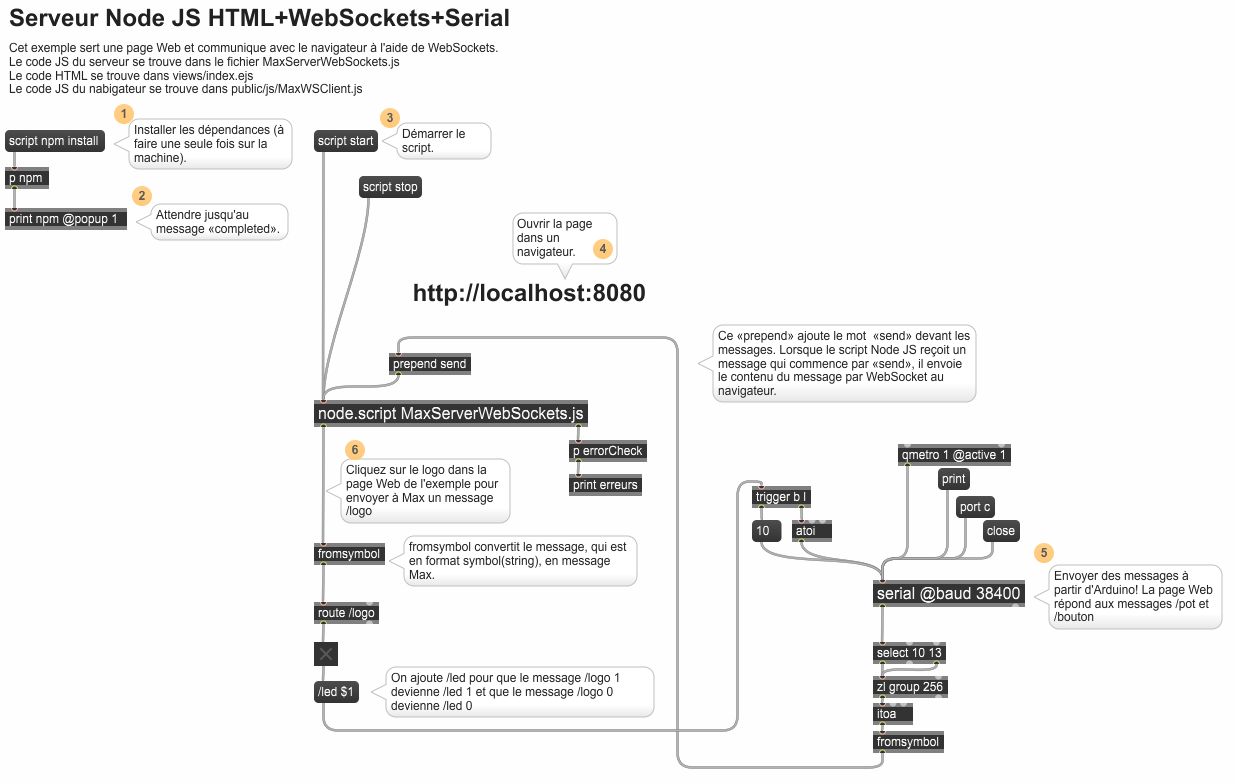 Serveur Node JS HTML+WebSockets+Serial
Cet exemple sert une page Web et communique avec le navigateur à l'aide de WebSockets.
Le code JS du serveur se trouve dans le fichier MaxServerWebSockets.js
Le code HTML se trouve dans views/index.ejs
Le code JS du nabigateur se trouve dans public/js/MaxWSClient.js
1
script npm install
Installer les dépendances (à
faire une seule fois sur la
machine).
p npm
2
print npm @popup 1
Attendre jusqu'au
message «completed».
3
script start
Démarrer le
script.
script stop
Ouvrir la page
dans un
navigateur.
4
http://localhost:8080
prepend send
Ce «prepend» ajoute le mot  «send» devant les
messages. Lorsque le script Node JS reçoit un
message qui commence par «send», il envoie
le contenu du message par WebSocket au
navigateur.
node.script MaxServerWebSockets.js
p errorCheck
print erreurs
6
Cliquez sur le logo dans la
page Web de l'exemple pour
envoyer à Max un message
/logo
fromsymbol
fromsymbol convertit le message, qui est
en format symbol(string), en message
Max.
route /logo
/led $1
On ajoute /led pour que le message /logo 1
devienne /led 1 et que le message /logo 0
devienne /led 0
trigger b l
10
atoi
qmetro 1 @active 1
print
port c
close
5
serial @baud 38400
Envoyer des messages à
partir d'Arduino! La page Web
répond aux messages /pot et
/bouton
select 10 13
zl group 256
itoa
fromsymbol